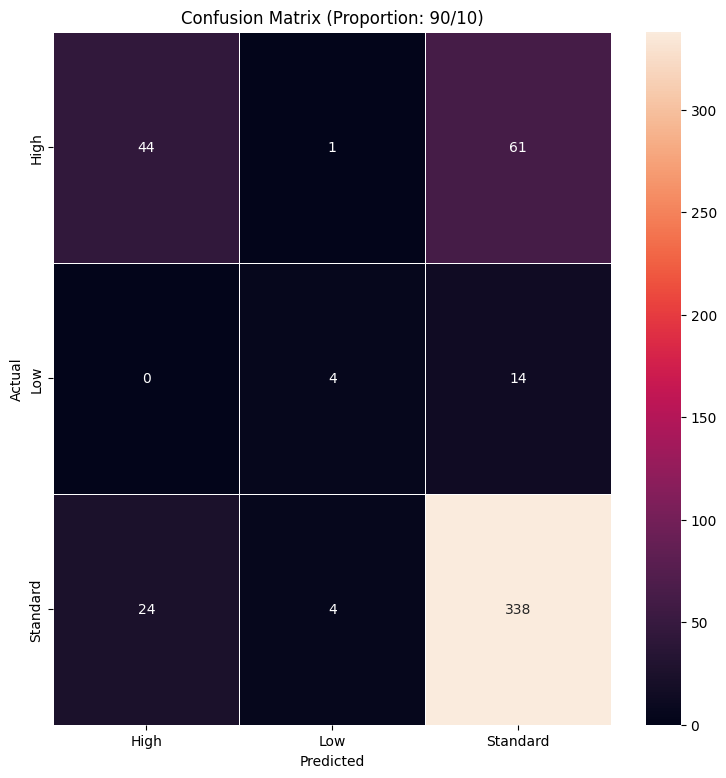 Confusion Matrix (Proportion: 90/10)
High
44
1
61
Low
0
4
14
Standard
24
4
338
Actual
High
Low
Standard
Predicted
300
250
200
150
100
50
0